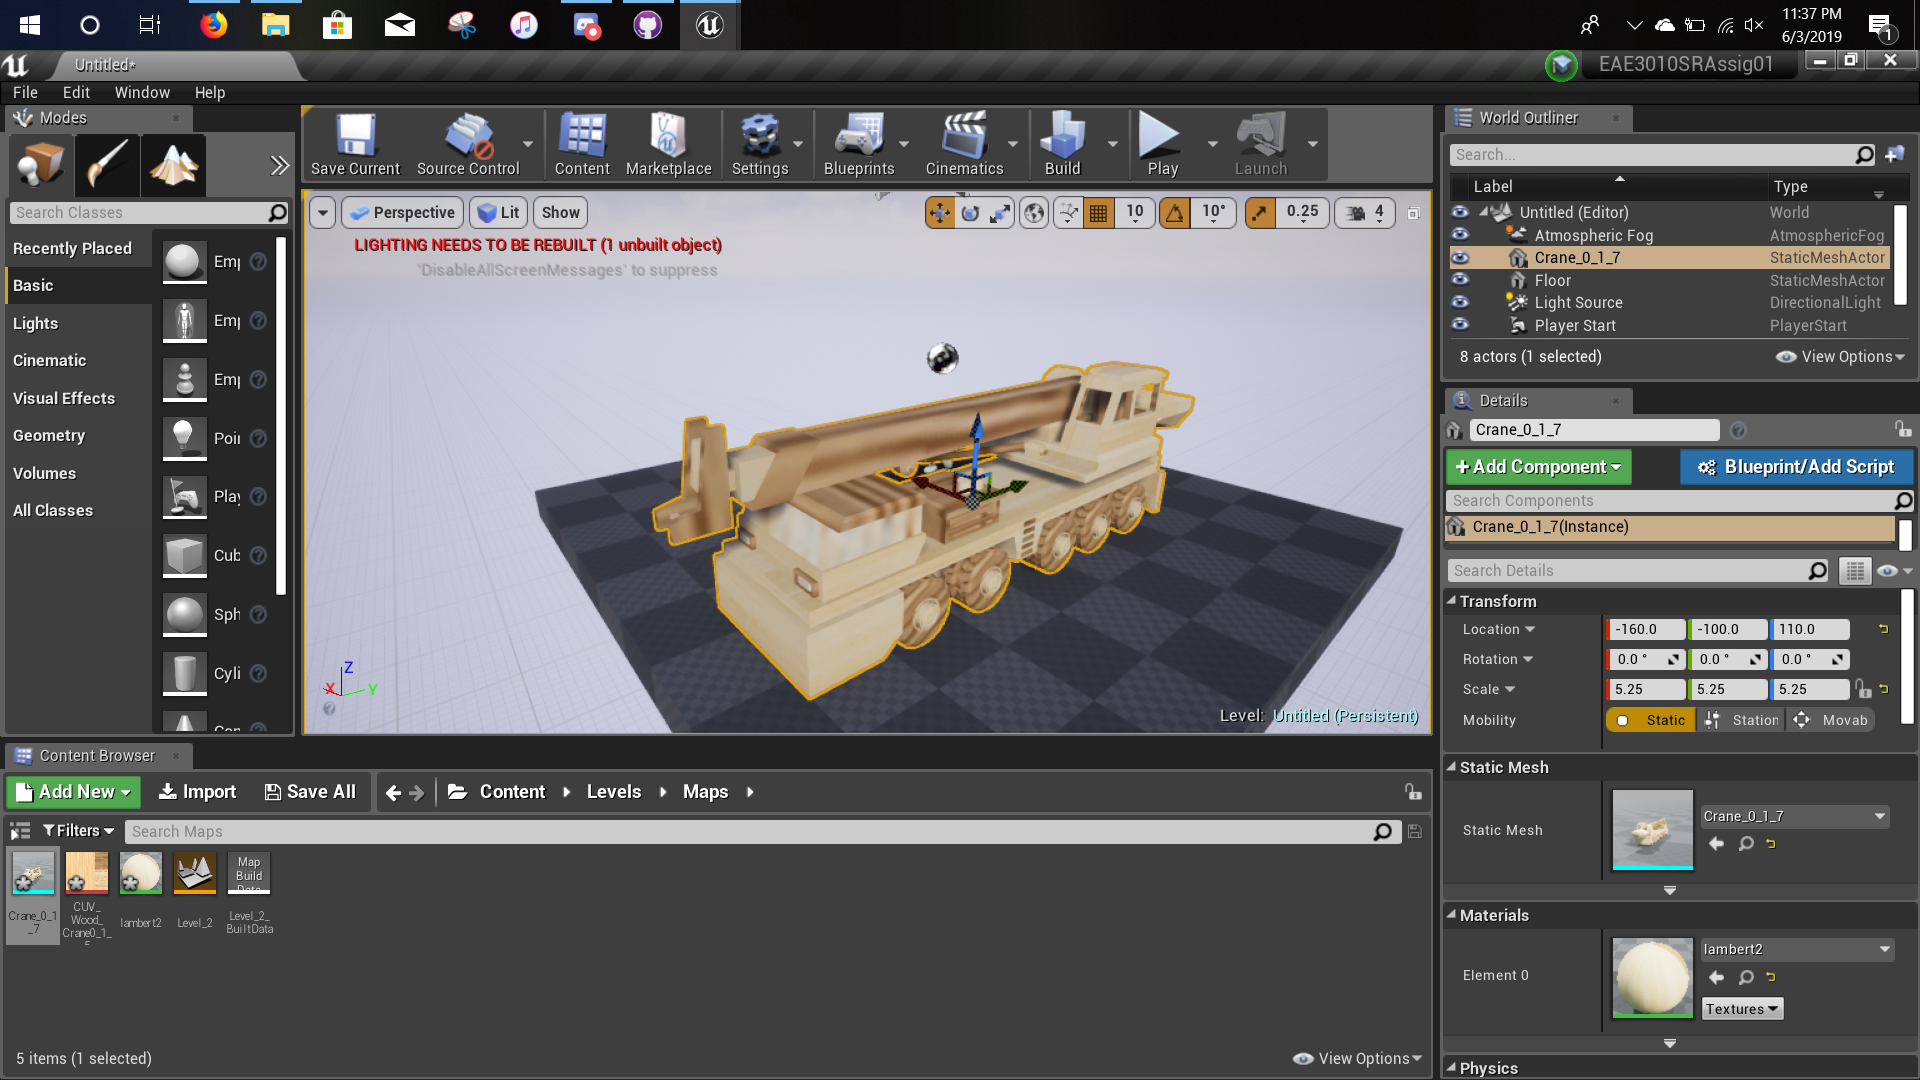 11:37 PM
6/3/2019
1
Untitled*
EAE3010SRAssig01
File Edit Window Help
Modes
Search Classes
Recently Placed
Basic
Lights
Cinematic
Visual Effects
Geometry
Volumes
All Classes
Emp
Emp
Emp
Poi
Play
Cub
Sph
Cyli
Save Current
Source Control
Content
Marketplace
Settings
Blueprints
Cinematics
Build
Play
Launch
Perspective
Lit
Show
10
10°
0.25
4
LIGHTING NEEDS TO BE REBUILT (1 unbuilt object)
'DisableAllScreenMessages' to suppress
Z
X
Y
Level: Untitled (Persistent)
World Outliner
Search...
Label Type
Untitled (Editor) World
Atmospheric Fog AtmosphericFog
Crane_0_1_7 StaticMeshActor
Floor StaticMeshActor
Light Source DirectionalLight
Player Start PlayerStart
8 actors (1 selected)
View Options
Details
Crane_0_1_7
+Add Component
Blueprint/Add Script
Search Components
Crane_0_1_7(Instance)
Search Details
Transform
Location -160.0 -100.0 110.0
Rotation 0.0 ° 0.0 ° 0.0 °
Scale 5.25 5.25 5.25
Mobility Static Station Movab
Static Mesh
Static Mesh
Crane_0_1_7
Materials
Element 0
lambert2
Textures
Physics
Content Browser
Add New
Import
Save All
Content Levels Maps
Filters
Search Maps
Crane_0_1
_7
CUV_
Wood_
Crane0_1_
lambert2
Level_2
Map
Build
Data
Level_2_
BuiltData
5 items (1 selected)
View Options